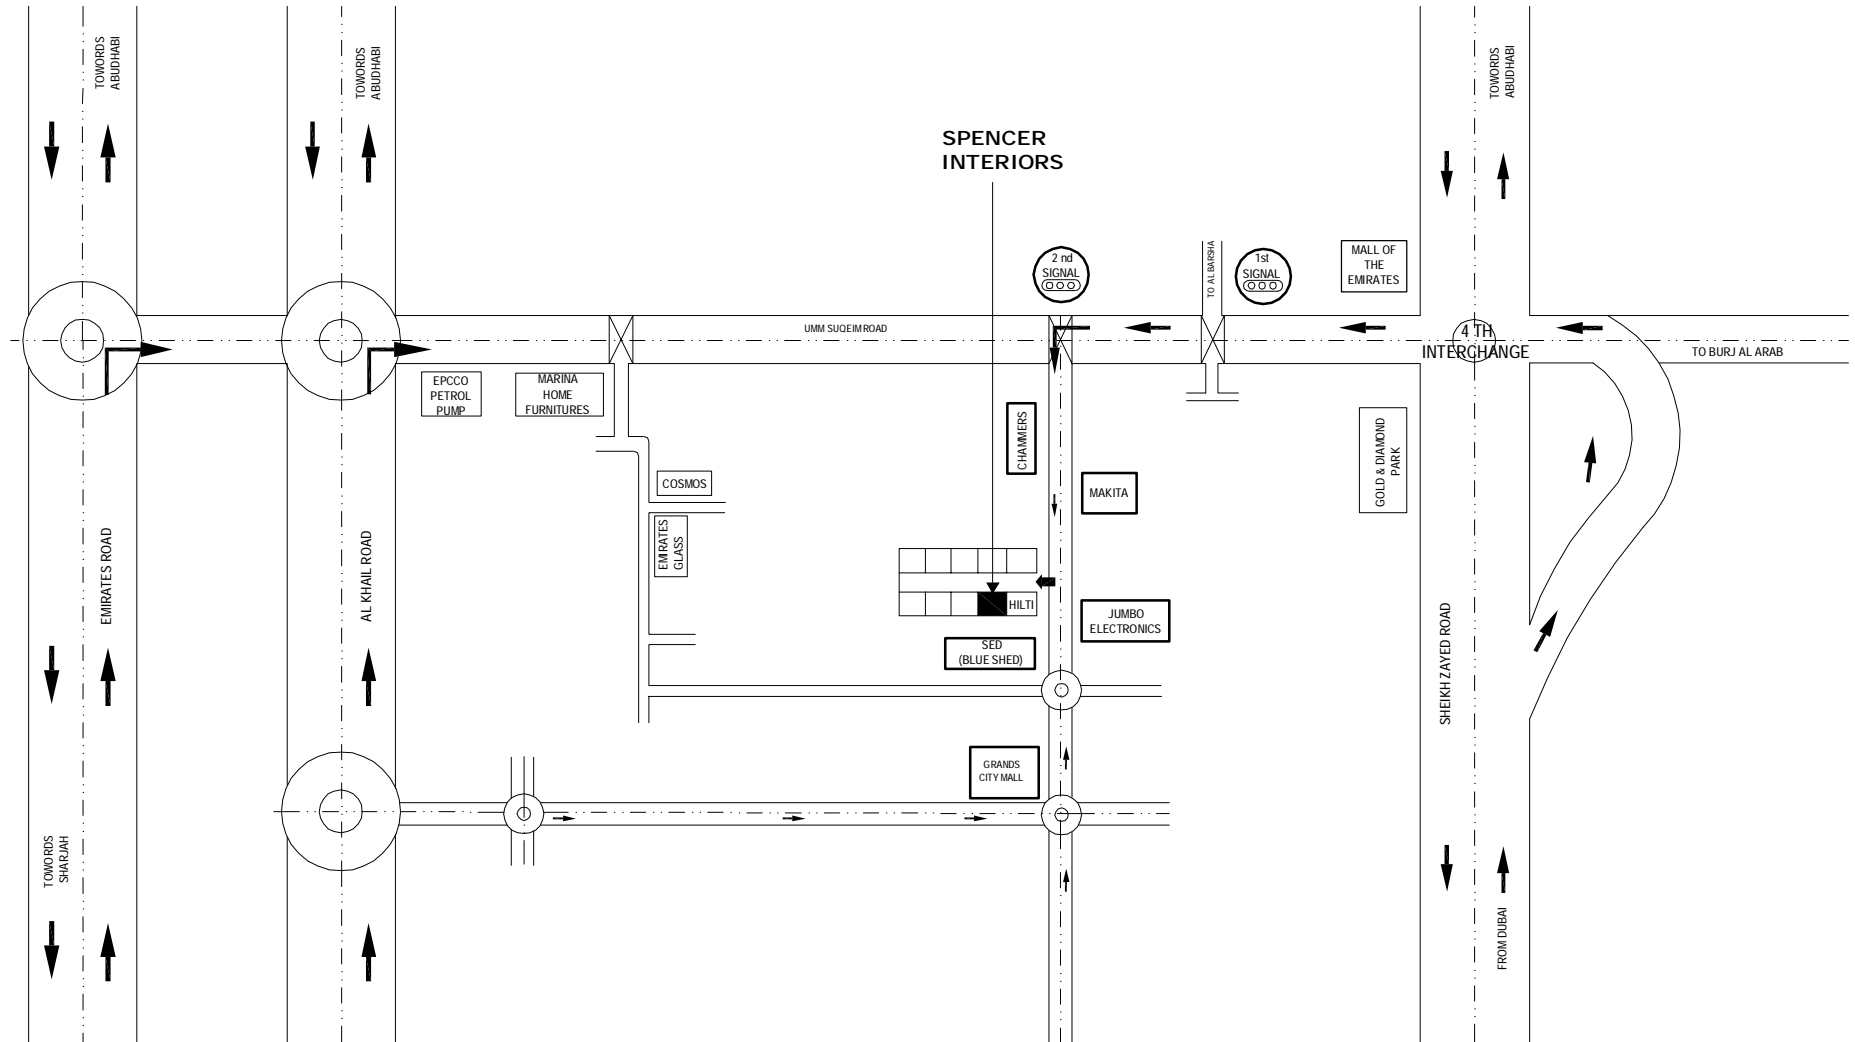 TOWORDS
ABUDHABI
TOWORDS
ABUDHABI
TOWORDS
ABUDHABI
SPENCER
INTERIORS
2 nd
SIGNAL
TO AL BARSHA
1st
SIGNAL
MALL OF
THE
EMIRATES
UMM SUQEIM ROAD
4 TH
INTERCHANGE
TO BURJ AL ARAB
EPCCO
PETROL
PUMP
MARINA
HOME
FURNITURES
CHAMMERS
GOLD & DIAMOND
PARK
COSMOS
MAKITA
EMIRATES
GLASS
EMIRATES ROAD
AL KHAIL ROAD
HILTI
JUMBO
ELECTRONICS
SED
(BLUE SHED)
SHEIKH ZAYED ROAD
GRANDS
CITY MALL
TOWORDS
SHARJAH
FROM DUBAI